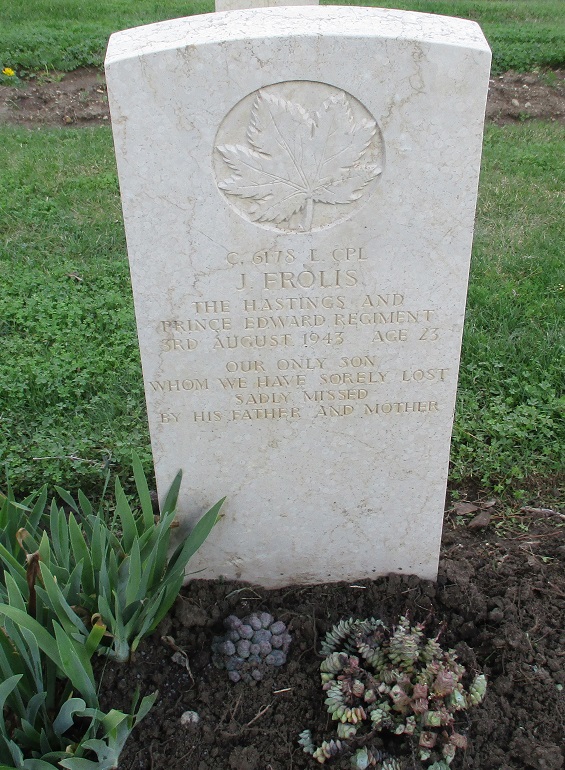 C. 6178 L. CPL
J. FROLIS
THE HASTINGS AND
PRINCE EDWARD REGIMENT
3RD AUGUST 1943 AGE 23
OUR ONLY SON
WHOM WE HAVE SORELY LOST
SADLY MISSED
BY HIS FATHER AND MOTHER